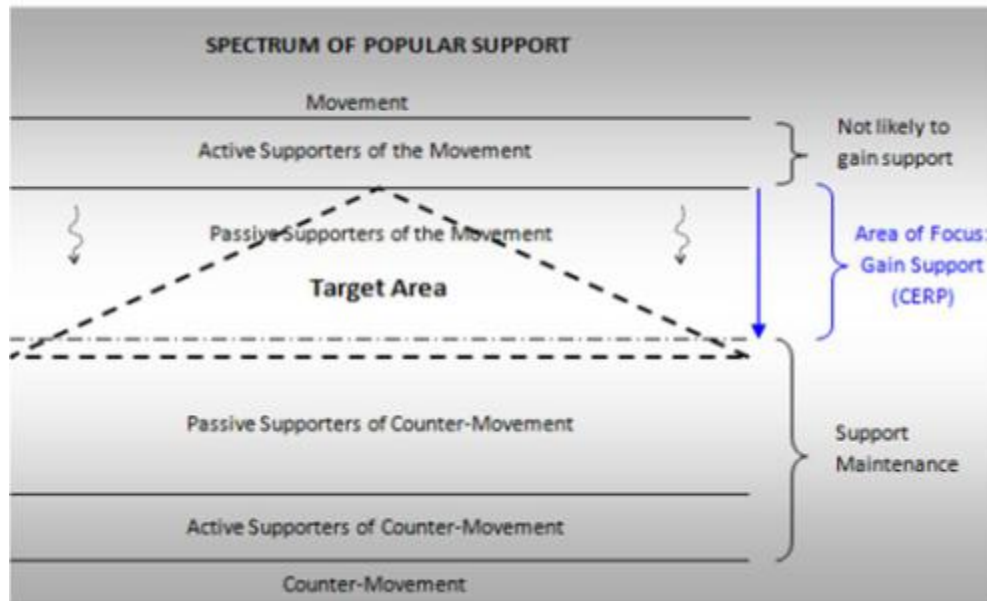 SPECTRUM OF POPULAR SUPPORT
Movement
Active Supporters of the Movement
Not likely to
gain support
Passive Supporters of the Movement
Target Area
Area of Focus:
Gain Support
(CERP)
Passive Supporters of Counter-Movement
Support
Maintenance
Active Supporters of Counter-Movement
Counter-Movement